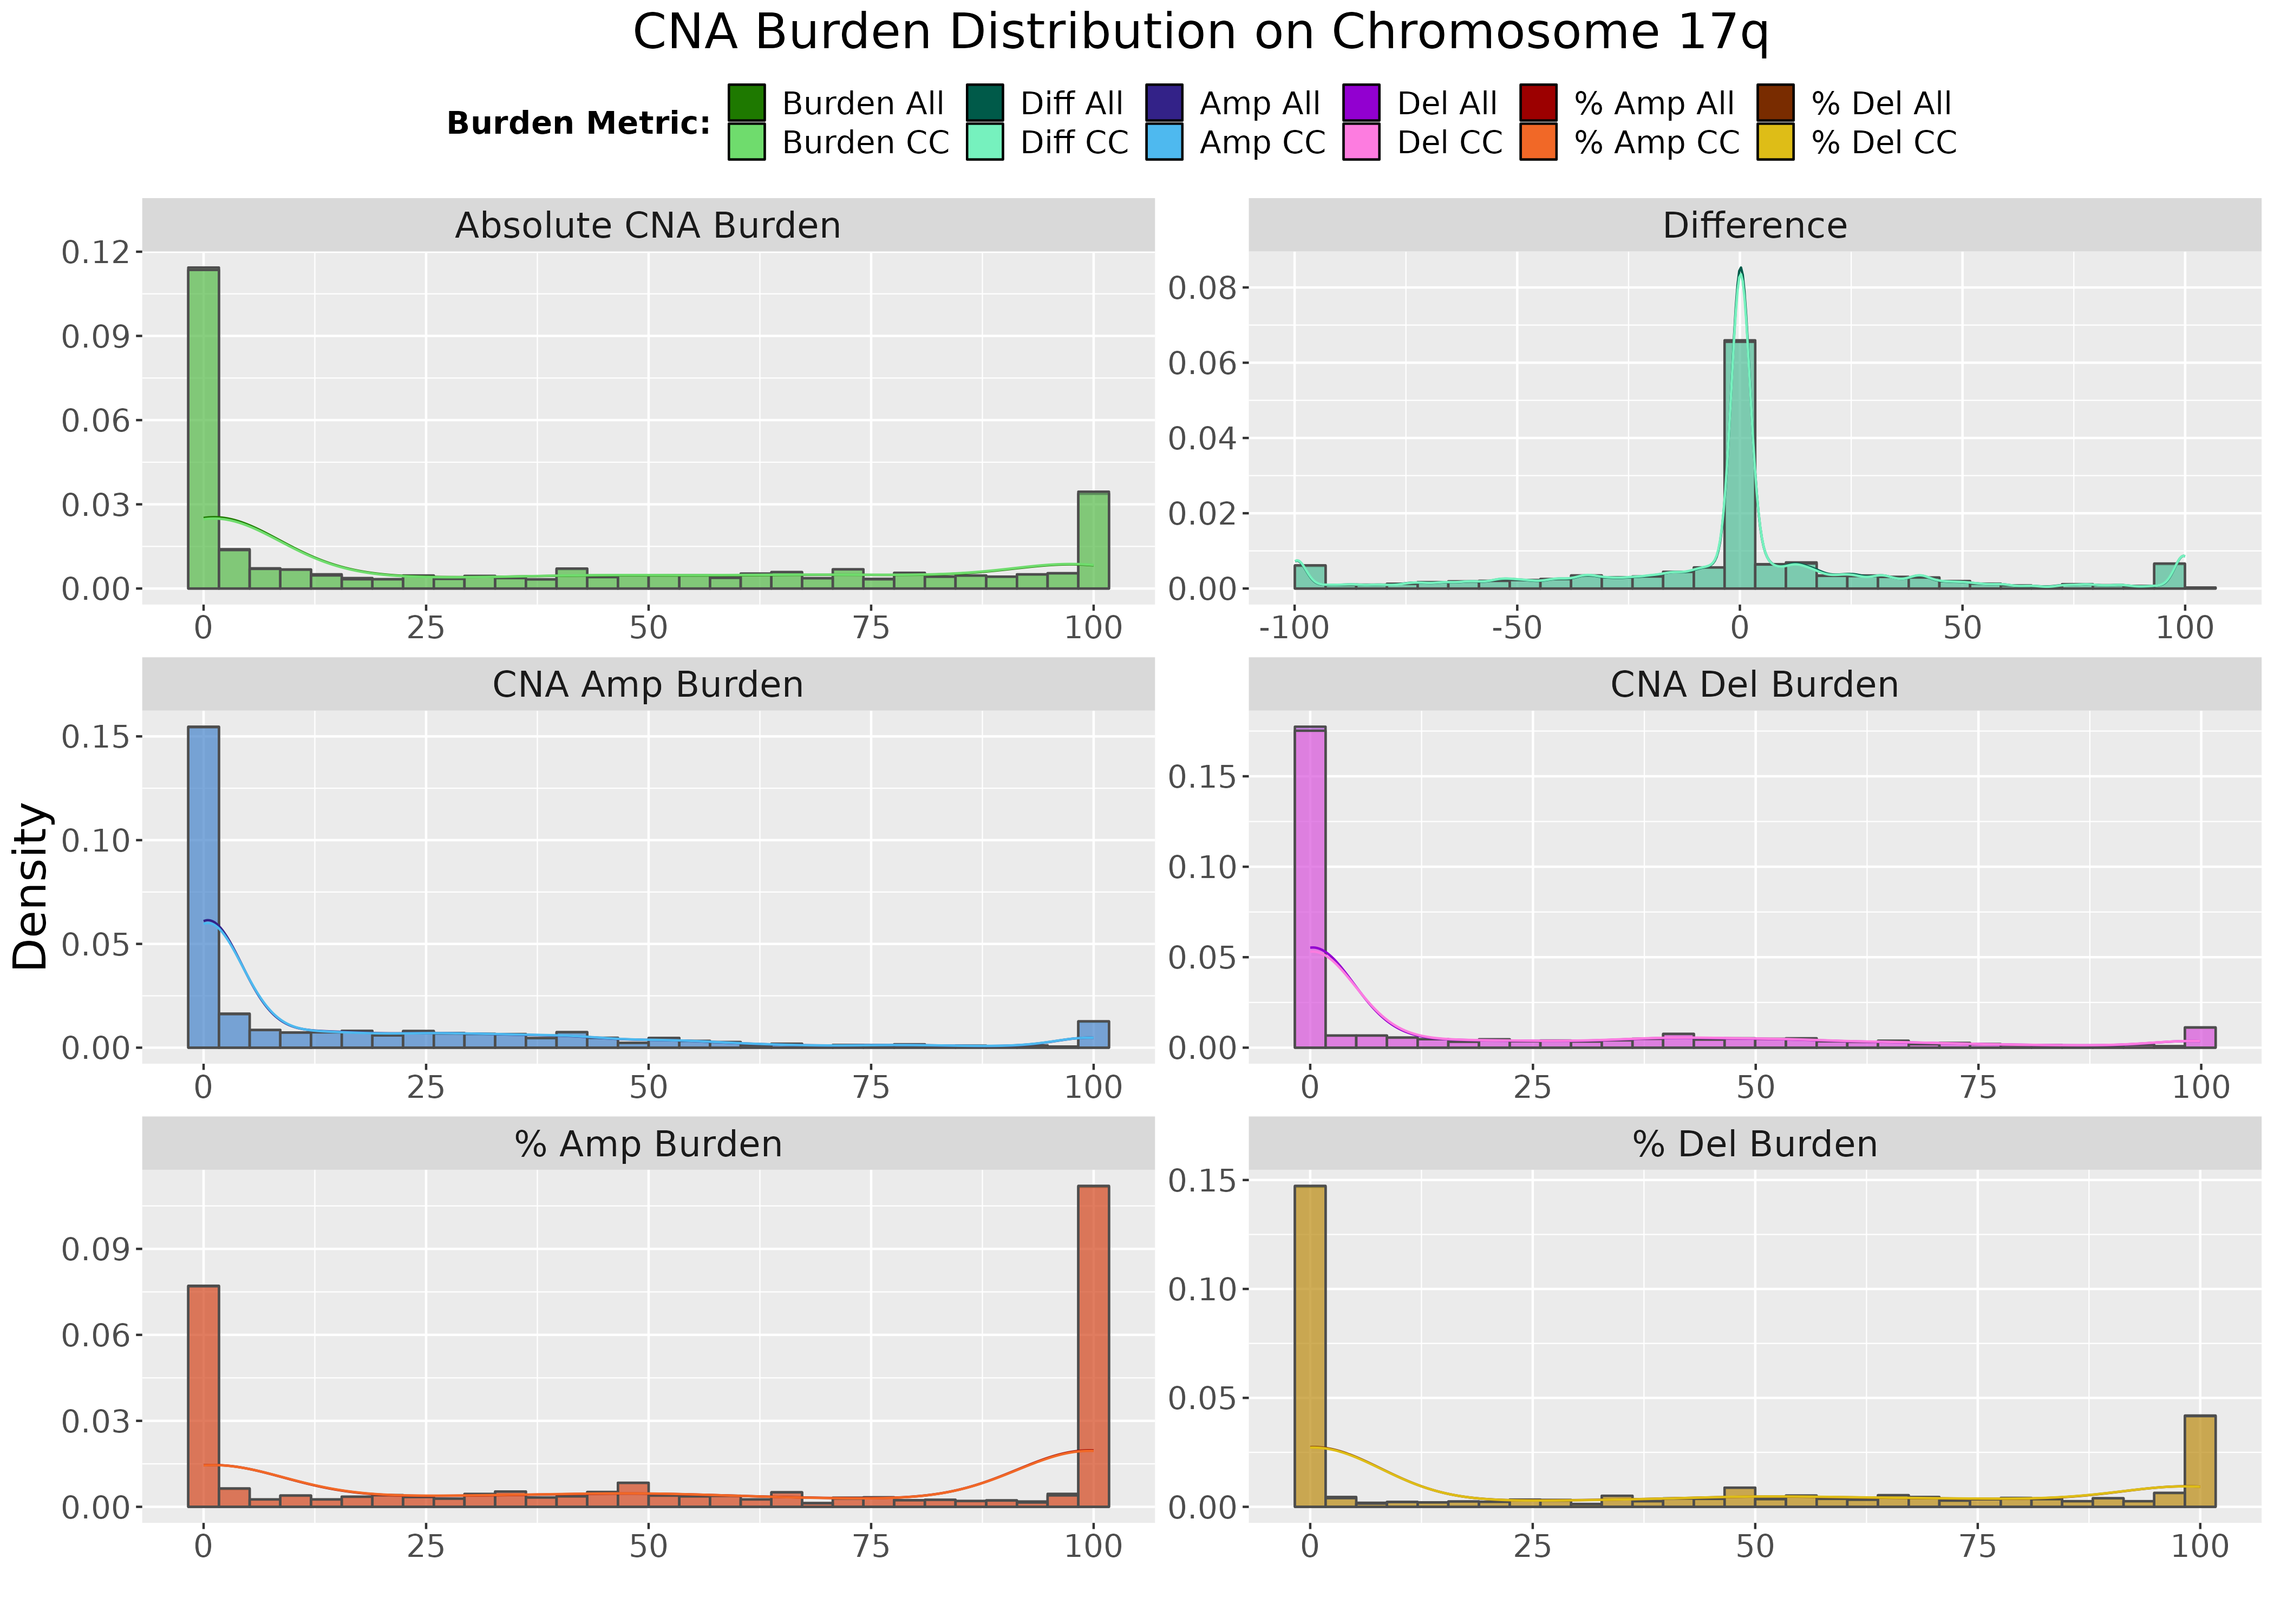 CNA Burden Distribution on Chromosome 17q
Burden Metric:
Burden All Diff All Amp All Del All % Amp All % Del All
Burden CC Diff CC Amp CC Del CC % Amp CC % Del CC
Absolute CNA Burden
0.12
0.09
0.06
0.03
0.00
0 25 50 75 100
Difference
0.08
0.06
0.04
0.02
0.00
-100 -50 0 50 100
Density
CNA Amp Burden
0.15
0.10
0.05
0.00
0 25 50 75 100
CNA Del Burden
0.15
0.10
0.05
0.00
0 25 50 75 100
% Amp Burden
0.09
0.06
0.03
0.00
0 25 50 75 100
% Del Burden
0.15
0.10
0.05
0.00
0 25 50 75 100